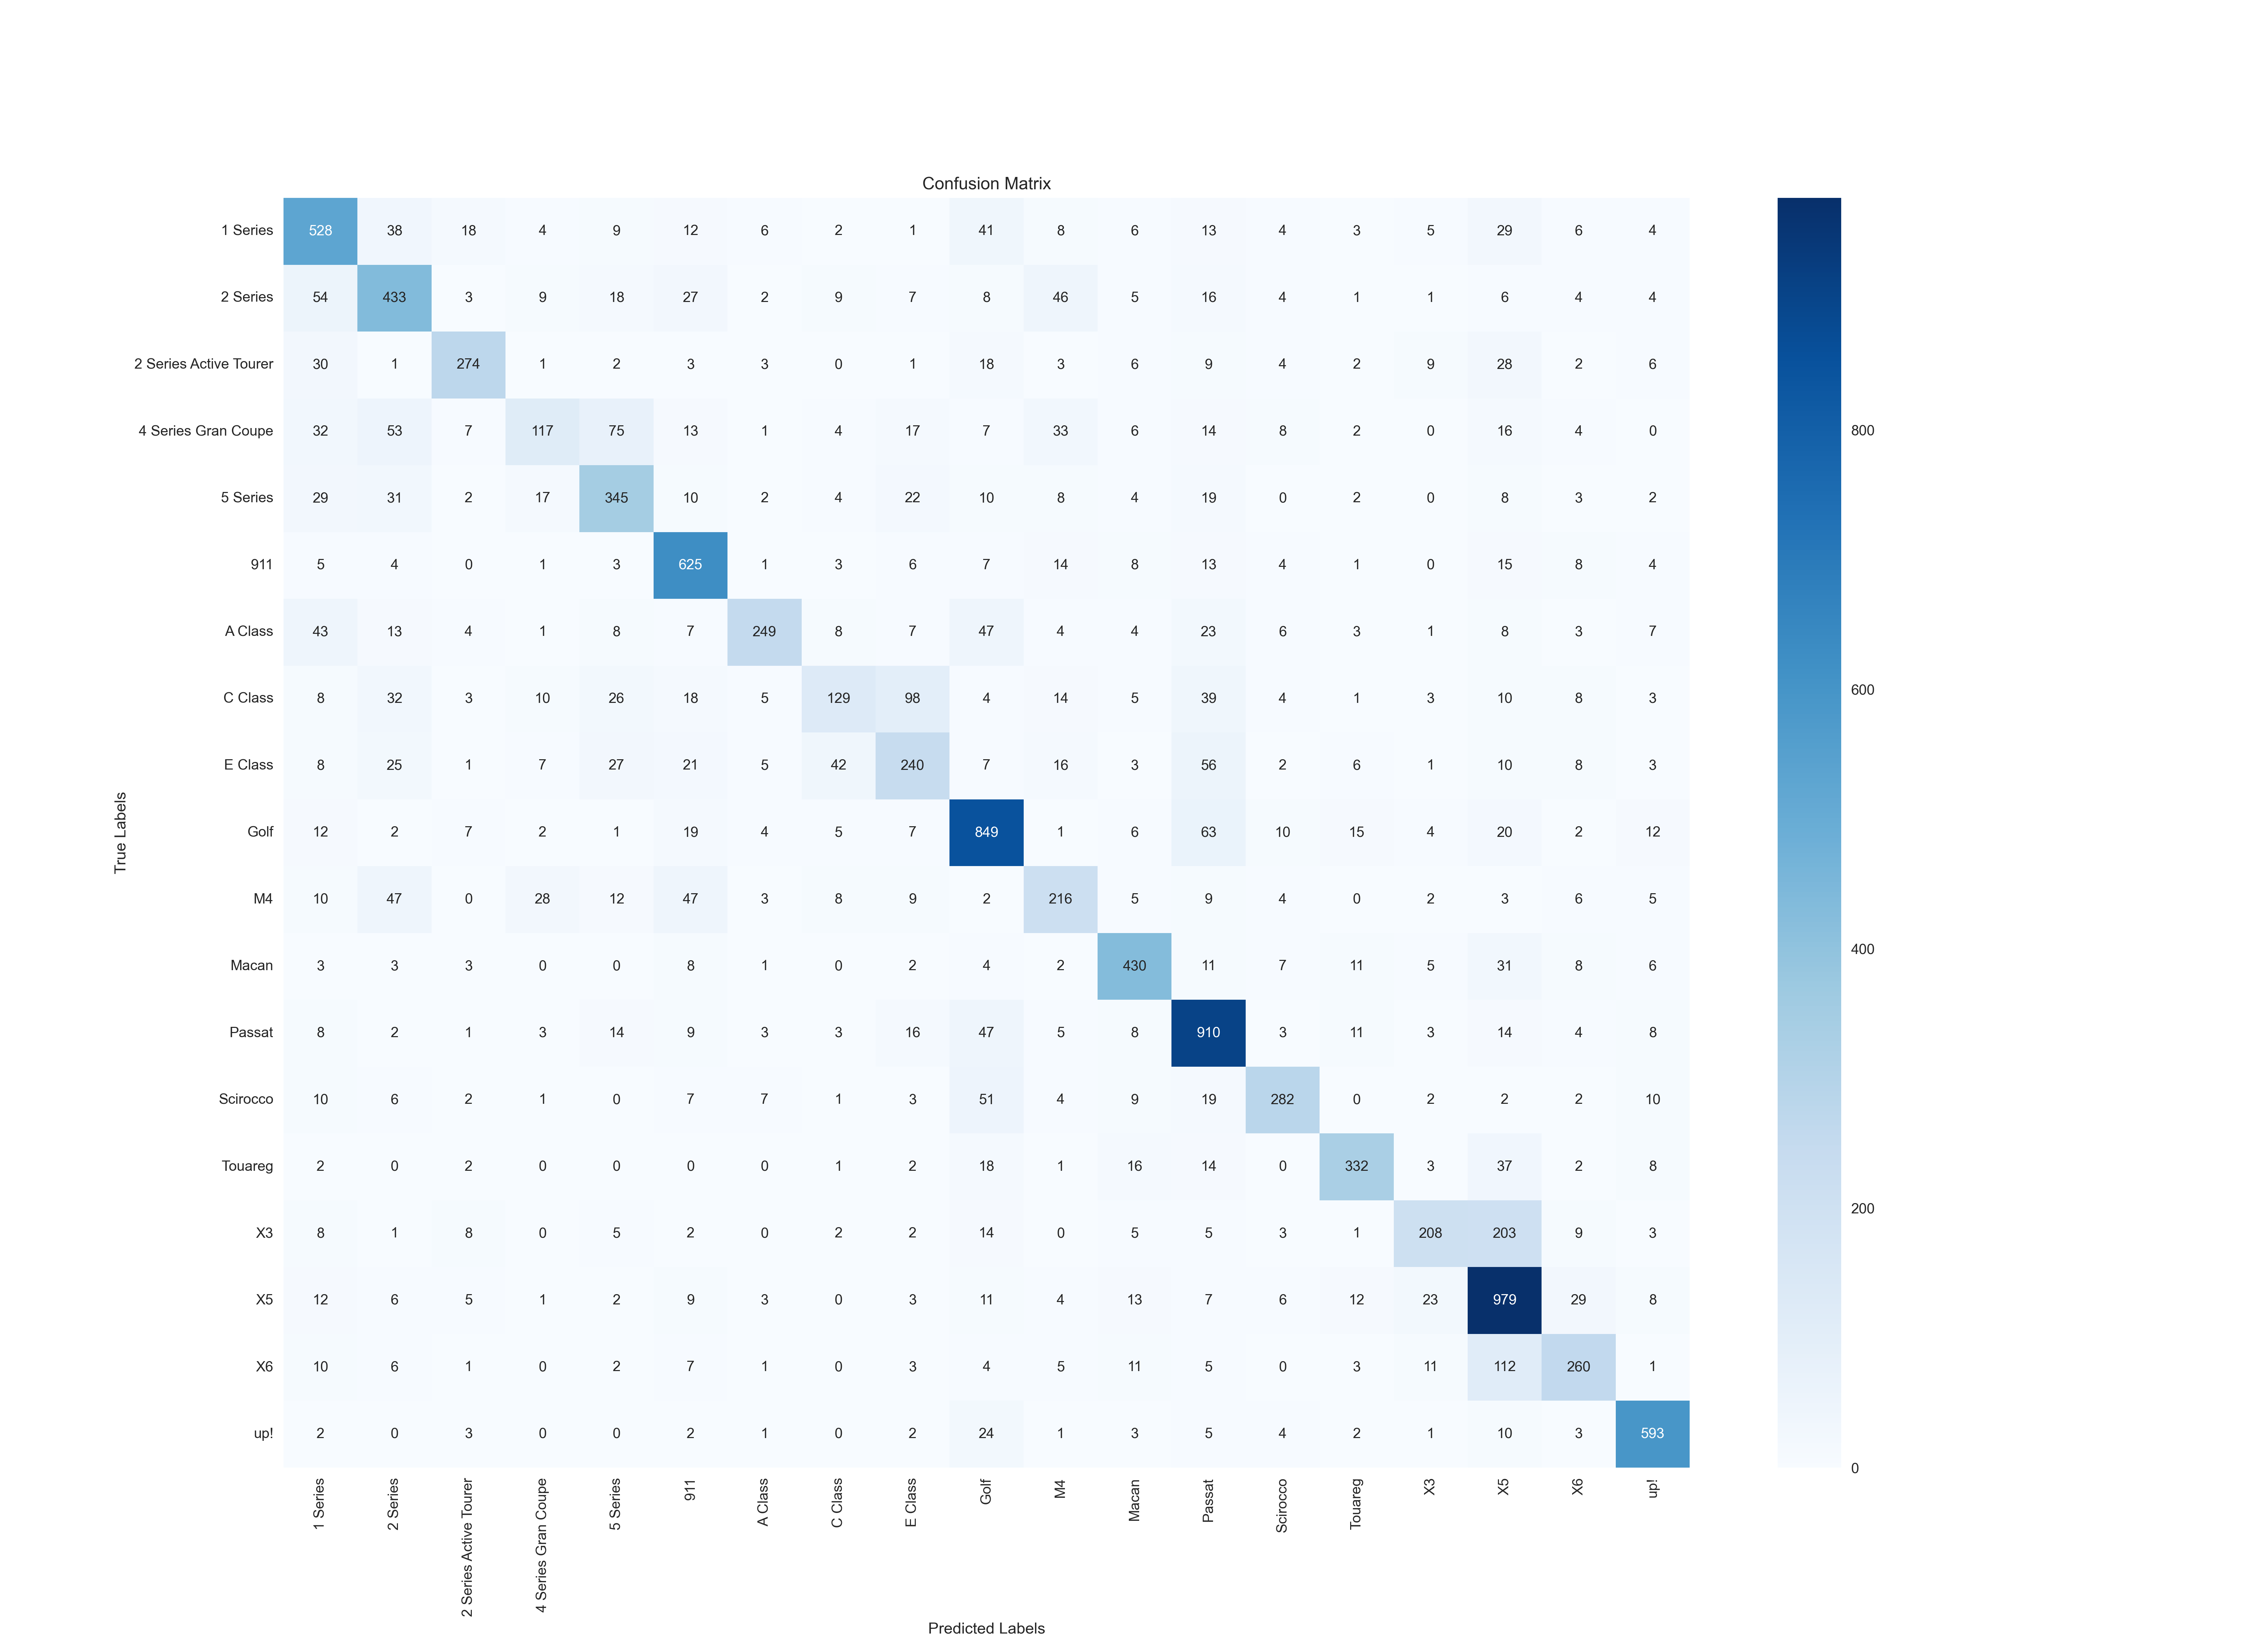 Confusion Matrix
1 Series 528 38 18 4 9 12 6 2 1 41 8 6 13 4 3 5 29 6 4
2 Series 54 433 3 9 18 27 2 9 7 8 46 5 16 4 1 1 6 4 4
2 Series Active Tourer 30 1 274 1 2 3 3 0 1 18 3 6 9 4 2 9 28 2 6
4 Series Gran Coupe 32 53 7 117 75 13 1 4 17 7 33 6 14 8 2 0 16 4 0
800
5 Series 29 31 2 17 345 10 2 4 22 10 8 4 19 0 2 0 8 3 2
911 5 4 0 1 3 625 1 3 6 7 14 8 13 4 1 0 15 8 4
A Class 43 13 4 1 8 7 249 8 7 47 4 4 23 6 3 1 8 3 7
C Class 8 32 3 10 26 18 5 129 98 4 14 5 39 4 1 3 10 8 3
600
E Class 8 25 1 7 27 21 5 42 240 7 16 3 56 2 6 1 10 8 3
True Labels
Golf 12 2 7 2 1 19 4 5 7 849 1 6 63 10 15 4 20 2 12
M4 10 47 0 28 12 47 3 8 9 2 216 5 9 4 0 2 3 6 5
400
Macan 3 3 3 0 0 8 1 0 2 4 2 430 11 7 11 5 31 8 6
Passat 8 2 1 3 14 9 3 3 16 47 5 8 910 3 11 3 14 4 8
Scirocco 10 6 2 1 0 7 7 1 3 51 4 9 19 282 0 2 2 2 10
Touareg 2 0 2 0 0 0 0 1 2 18 1 16 14 0 332 3 37 2 8
200
X3 8 1 8 0 5 2 0 2 2 14 0 5 5 3 1 208 203 9 3
X5 12 6 5 1 2 9 3 0 3 11 4 13 7 6 12 23 979 29 8
X6 10 6 1 0 2 7 1 0 3 4 5 11 5 0 3 11 112 260 1
up! 2 0 3 0 0 2 1 0 2 24 1 3 5 4 2 1 10 3 593
0
1 Series
2 Series
2 Series Active Tourer
4 Series Gran Coupe
5 Series
911
A Class
C Class
E Class
Golf
M4
Macan
Passat
Scirocco
Touareg
X3
X5
X6
up!
Predicted Labels